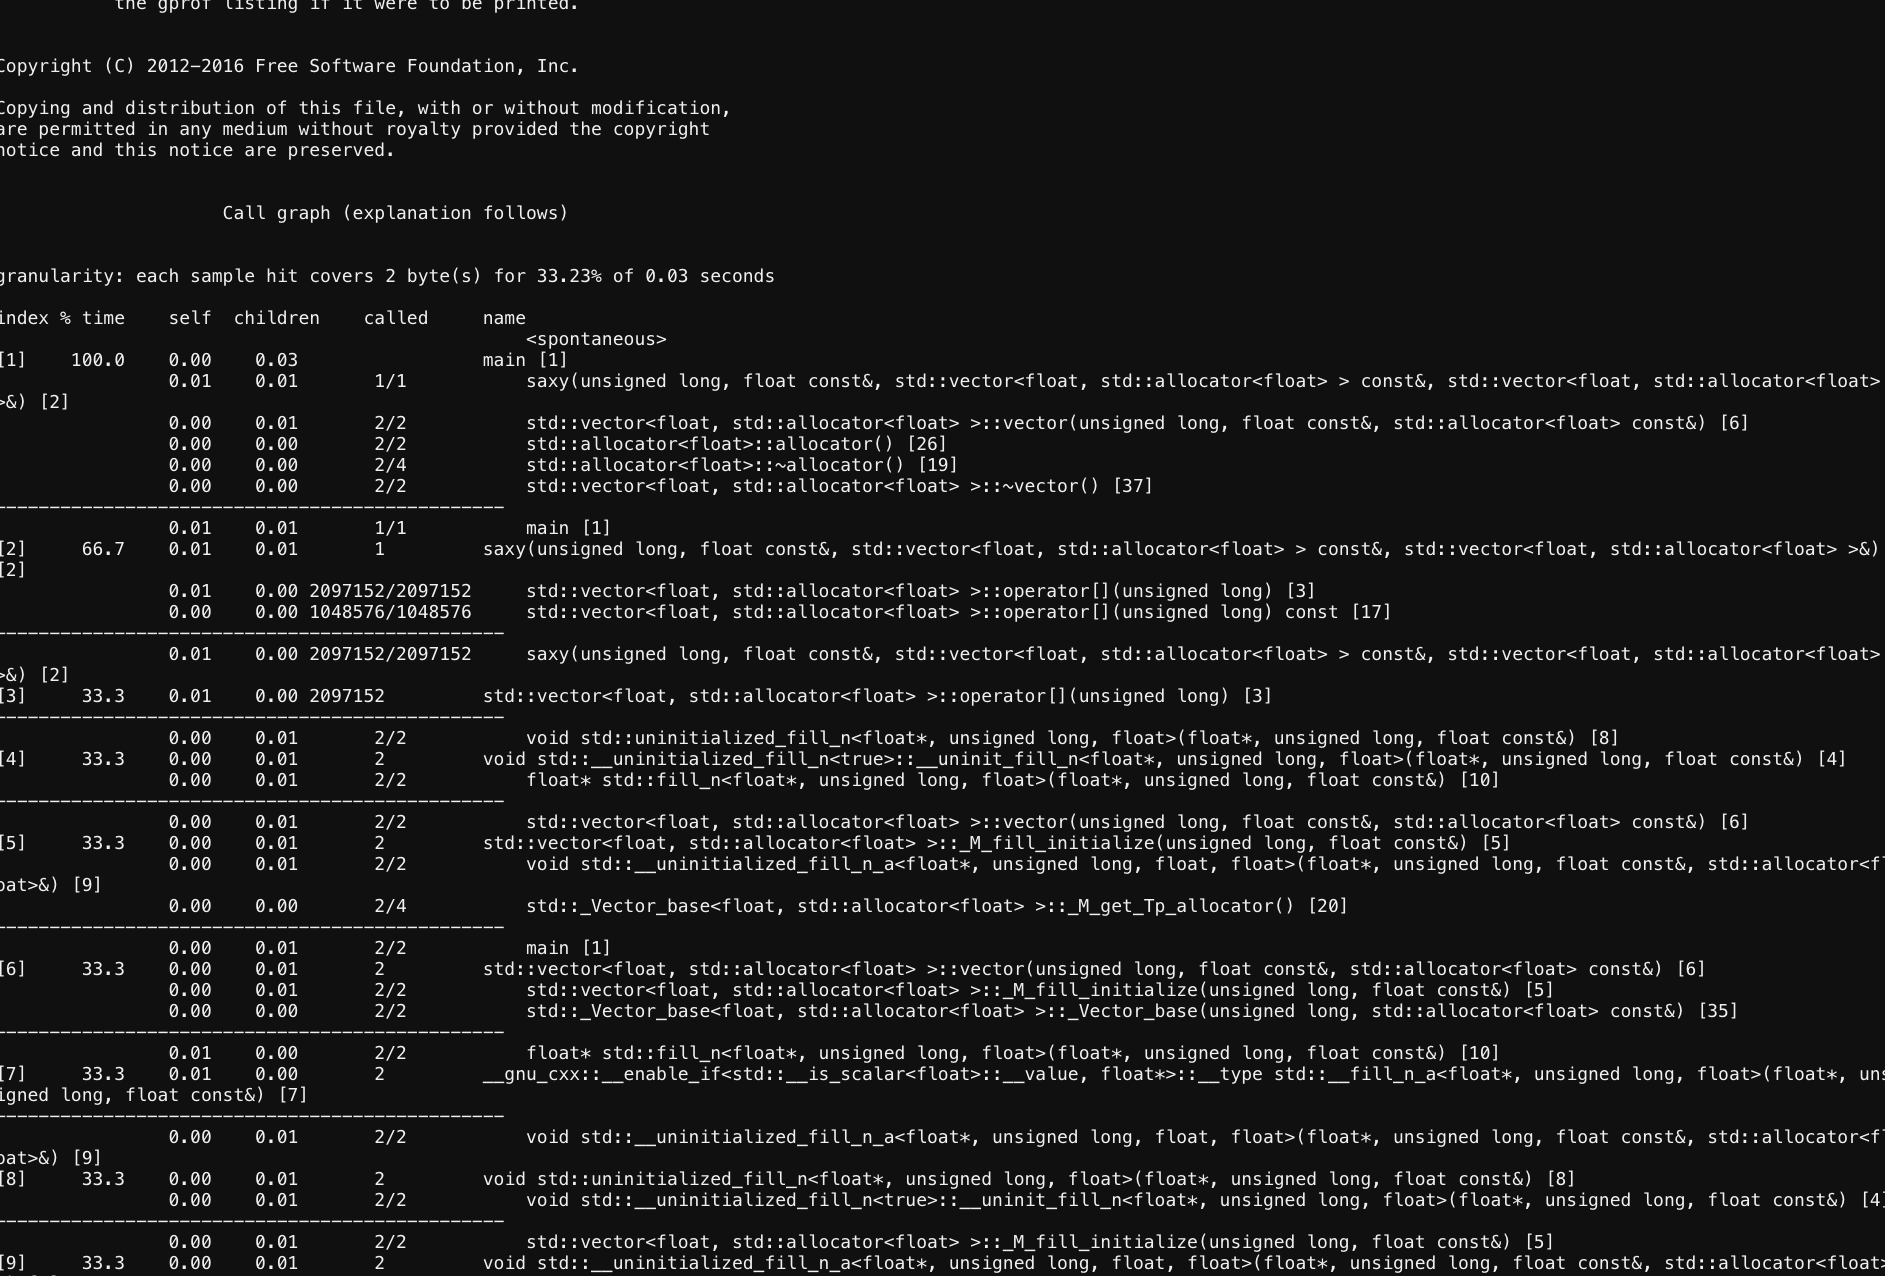 the gprof listing if it were to be printed.
Copyright (C) 2012-2016 Free Software Foundation, Inc.
Copying and distribution of this file, with or without modification,
are permitted in any medium without royalty provided the copyright
notice and this notice are preserved.
Call graph (explanation follows)
granularity: each sample hit covers 2 byte(s) for 33.23% of 0.03 seconds
index % time    self  children    called     name
<spontaneous>
[1]    100.0    0.00    0.03                 main [1]
0.01    0.01       1/1           saxy(unsigned long, float const&, std::vector<float, std::allocator<float> > const&, std::vector<float, std::allocator<float>
>&) [2]
0.00    0.01       2/2           std::vector<float, std::allocator<float> >::vector(unsigned long, float const&, std::allocator<float> const&) [6]
0.00    0.00       2/2           std::allocator<float>::allocator() [26]
0.00    0.00       2/4           std::allocator<float>::~allocator() [19]
0.00    0.00       2/2           std::vector<float, std::allocator<float> >::~vector() [37]
-----------------------------------------------
0.01    0.01       1/1           main [1]
[2]     66.7    0.01    0.01       1         saxy(unsigned long, float const&, std::vector<float, std::allocator<float> > const&, std::vector<float, std::allocator<float> >&)
[2]
0.01    0.00 2097152/2097152     std::vector<float, std::allocator<float> >::operator[](unsigned long) [3]
0.00    0.00 1048576/1048576     std::vector<float, std::allocator<float> >::operator[](unsigned long) const [17]
-----------------------------------------------
0.01    0.00 2097152/2097152     saxy(unsigned long, float const&, std::vector<float, std::allocator<float> > const&, std::vector<float, std::allocator<float>
>&) [2]
[3]     33.3    0.01    0.00 2097152         std::vector<float, std::allocator<float> >::operator[](unsigned long) [3]
-----------------------------------------------
0.00    0.01       2/2           void std::uninitialized_fill_n<float*, unsigned long, float>(float*, unsigned long, float const&) [8]
[4]     33.3    0.00    0.01       2         void std::__uninitialized_fill_n<true>::__uninit_fill_n<float*, unsigned long, float>(float*, unsigned long, float const&) [4]
0.00    0.01       2/2           float* std::fill_n<float*, unsigned long, float>(float*, unsigned long, float const&) [10]
-----------------------------------------------
0.00    0.01       2/2           std::vector<float, std::allocator<float> >::vector(unsigned long, float const&, std::allocator<float> const&) [6]
[5]     33.3    0.00    0.01       2         std::vector<float, std::allocator<float> >::_M_fill_initialize(unsigned long, float const&) [5]
0.00    0.01       2/2           void std::__uninitialized_fill_n_a<float*, unsigned long, float, float>(float*, unsigned long, float const&, std::allocator<fl
oat>&) [9]
0.00    0.00       2/4           std::_Vector_base<float, std::allocator<float> >::_M_get_Tp_allocator() [20]
-----------------------------------------------
0.00    0.01       2/2           main [1]
[6]     33.3    0.00    0.01       2         std::vector<float, std::allocator<float> >::vector(unsigned long, float const&, std::allocator<float> const&) [6]
0.00    0.01       2/2           std::vector<float, std::allocator<float> >::_M_fill_initialize(unsigned long, float const&) [5]
0.00    0.00       2/2           std::_Vector_base<float, std::allocator<float> >::_Vector_base(unsigned long, std::allocator<float> const&) [35]
-----------------------------------------------
0.01    0.00       2/2           float* std::fill_n<float*, unsigned long, float>(float*, unsigned long, float const&) [10]
[7]     33.3    0.01    0.00       2         __gnu_cxx::__enable_if<std::__is_scalar<float>::__value, float*>::__type std::__fill_n_a<float*, unsigned long, float>(float*, uns
igned long, float const&) [7]
-----------------------------------------------
0.00    0.01       2/2           void std::__uninitialized_fill_n_a<float*, unsigned long, float, float>(float*, unsigned long, float const&, std::allocator<fl
oat>&) [9]
[8]     33.3    0.00    0.01       2         void std::uninitialized_fill_n<float*, unsigned long, float>(float*, unsigned long, float const&) [8]
0.00    0.01       2/2           void std::__uninitialized_fill_n<true>::__uninit_fill_n<float*, unsigned long, float>(float*, unsigned long, float const&) [4]
-----------------------------------------------
0.00    0.01       2/2           std::vector<float, std::allocator<float> >::_M_fill_initialize(unsigned long, float const&) [5]
[9]     33.3    0.00    0.01       2         void std::__uninitialized_fill_n_a<float*, unsigned long, float, float>(float*, unsigned long, float const&, std::allocator<float>